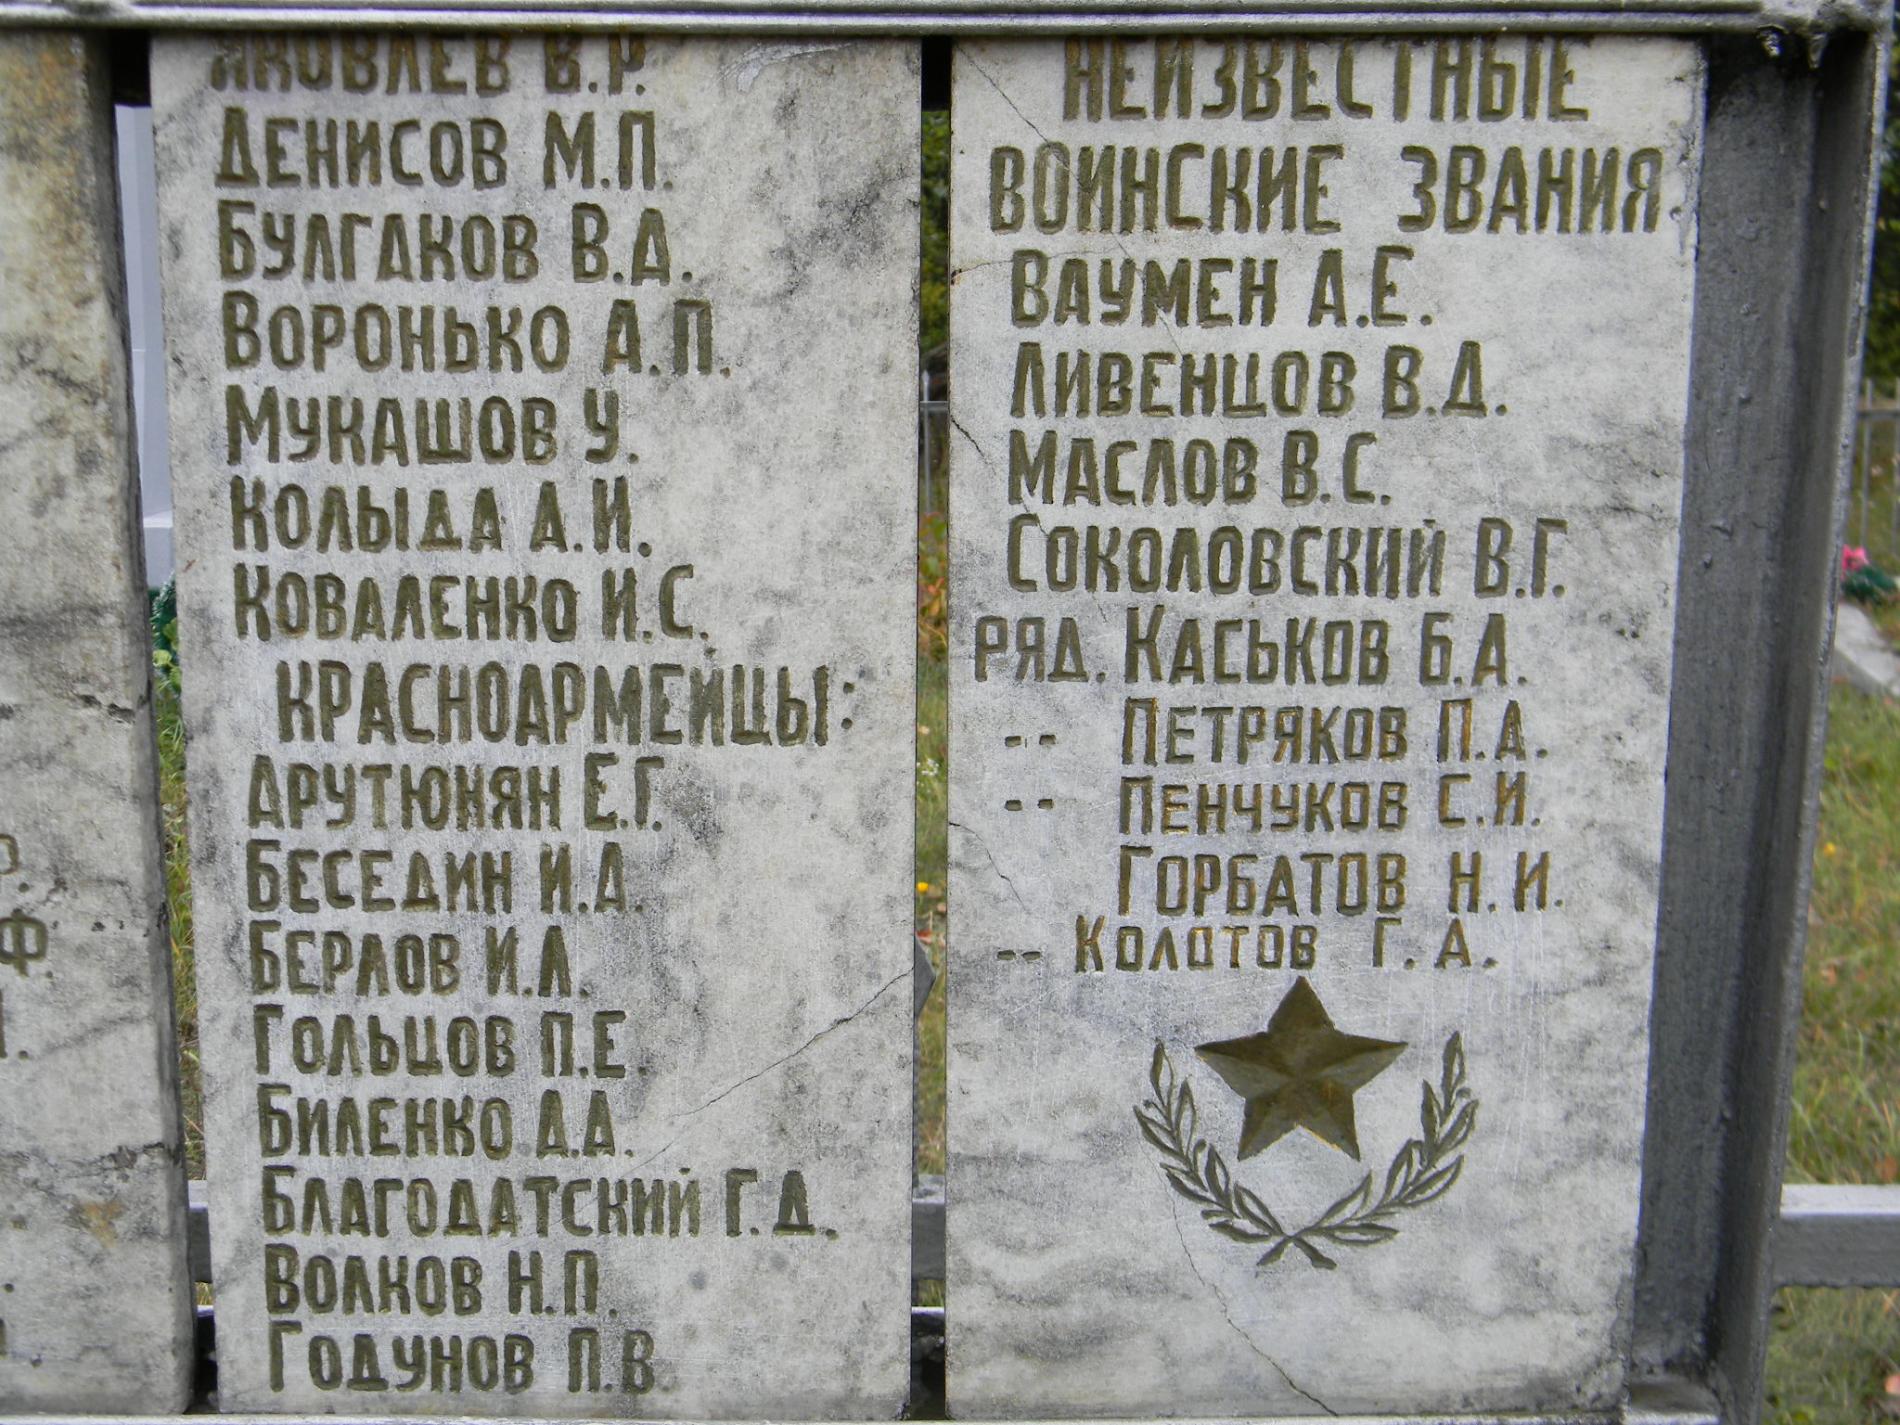 ЯКОВЛЕВ В.Р.
ДЕНИСОВ М.П.
БУЛГАКОВ В.А.
ВОРОНЬКО А.П.
МУКАШОВ У.
КОЛЫДА А.И.
КОВАЛЕНКО И.С.
КРАСНОАРМЕЙЦЫ:
АРУТЮНЯН Е.Г.
БЕСЕДИН И.А.
БЕРЛОВ И.А.
ГОЛЬЦОВ П.Е.
БИЛЕНКО А.А.
БЛАГОДАТСКИЙ Г.Д.
ВОЛКОВ Н.П.
ГОДУНОВ П.В.
НЕИЗВЕСТНЫЕ
ВОИНСКИЕ ЗВАНИЯ.
ВАУМЕН А.Е.
ЛИВЕНЦОВ В.Д.
МАСЛОВ В.С.
СОКОЛОВСКИЙ В.Г.
РЯД. КАСЬКОВ Б.А.
-- ПЕТРЯКОВ П.А.
-- ПЕНЧУКОВ С.И.
ГОРБАТОВ Н.И.
-- КОЛОТОВ Г.А.